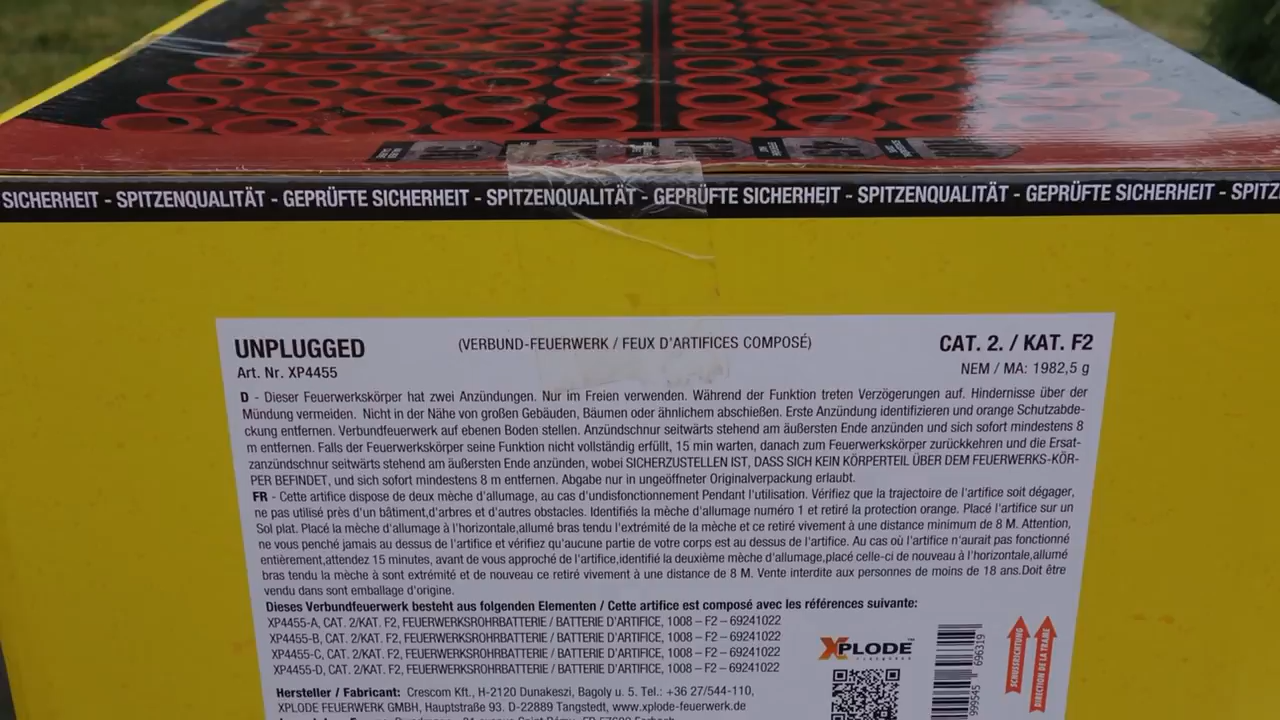 SICHERHEIT - SPITZENQUALITÄT - GEPRÜFTE SICHERHEIT - SPITZENQUALITÄT - GEPRÜFTE SICHERHEIT - SPITZENQUALITÄT - GEPRÜFTE SICHERHEIT - SPITZ
UNPLUGGED
(VERBUND-FEUERWERK / FEUX D'ARTIFICES COMPOSÉ)
CAT. 2. / KAT. F2
Art. Nr. XP4455
NEM / MA: 1982,5 g
D - Dieser Feuerwerkskörper hat zwei Anzündungen. Nur im Freien verwenden. Während der Funktion treten Verzögerungen auf. Hindernisse über der
Mündung vermeiden. Nicht in der Nähe von großen Gebäuden, Bäumen oder ähnlichem abschießen. Erste Anzündung identifizieren und orange Schutzabde-
ckung entfernen. Verbundfeuerwerk auf ebenen Boden stellen. Anzündschnur seitwärts stehend am äußersten Ende anzünden und sich sofort mindestens 8
m entfernen. Falls der Feuerwerkskörper seine Funktion nicht vollständig erfüllt, 15 min warten, danach zum Feuerwerkskörper zurückkehren und die Ersat-
zanzündschnur seitwärts stehend am äußersten Ende anzünden, wobei SICHERZUSTELLEN IST, DASS SICH KEIN KÖRPERTEIL ÜBER DEM FEUERWERKS-KÖR-
PER BEFINDET, und sich sofort mindestens 8 m entfernen. Abgabe nur in ungeöffneter Originalverpackung erlaubt.
FR - Cette artifice dispose de deux mèche d'allumage, au cas d'undisfonctionnement Pendant l'utilisation. Vérifiez que la trajectoire de l'artifice soit dégager,
ne pas utilisé près d'un bâtiment,d'arbres et d'autres obstacles. Identifiés la mèche d'allumage numéro 1 et retiré la protection orange. Placé l'artifice sur un
Sol plat. Placé la mèche d'allumage à l'horizontale,allumé bras tendu l'extrémité de la mèche et ce retiré vivement à une distance minimum de 8 M. Attention,
ne vous penché jamais au dessus de l'artifice et vérifiez qu'aucune partie de votre corps est au dessus de l'artifice. Au cas où l'artifice n'aurait pas fonctionné
entièrement,attendez 15 minutes, avant de vous approché de l'artifice,identifié la deuxième mèche d'allumage,placé celle-ci de nouveau à l'horizontale,allumé
bras tendu la mèche à sont extrémité et de nouveau ce retiré vivement à une distance de 8 M. Vente interdite aux personnes de moins de 18 ans.Doit être
vendu dans sont emballage d'origine.
Dieses Verbundfeuerwerk besteht aus folgenden Elementen / Cette artifice est composé avec les références suivante:
XP4455-A, CAT. 2/KAT. F2, FEUERWERKSROHRBATTERIE / BATTERIE D'ARTIFICE, 1008 – F2 – 69241022
XP4455-B, CAT. 2/KAT. F2, FEUERWERKSROHRBATTERIE / BATTERIE D'ARTIFICE, 1008 – F2 – 69241022
XP4455-C, CAT. 2/KAT. F2, FEUERWERKSROHRBATTERIE / BATTERIE D'ARTIFICE, 1008 – F2 – 69241022
XP4455-D, CAT. 2/KAT. F2, FEUERWERKSROHRBATTERIE / BATTERIE D'ARTIFICE, 1008 – F2 – 69241022
Hersteller / Fabricant: Crescom Kft., H-2120 Dunakeszi, Bagoly u. 5. Tel.: +36 27/544-110,
XPLODE FEUERWERK GMBH, Hauptstraße 93. D-22889 Tangstedt, www.xplode-feuerwerk.de
XPLODE
999545 696319
SCHUSSRICHTUNG
DIRECTION DE LA TRAME